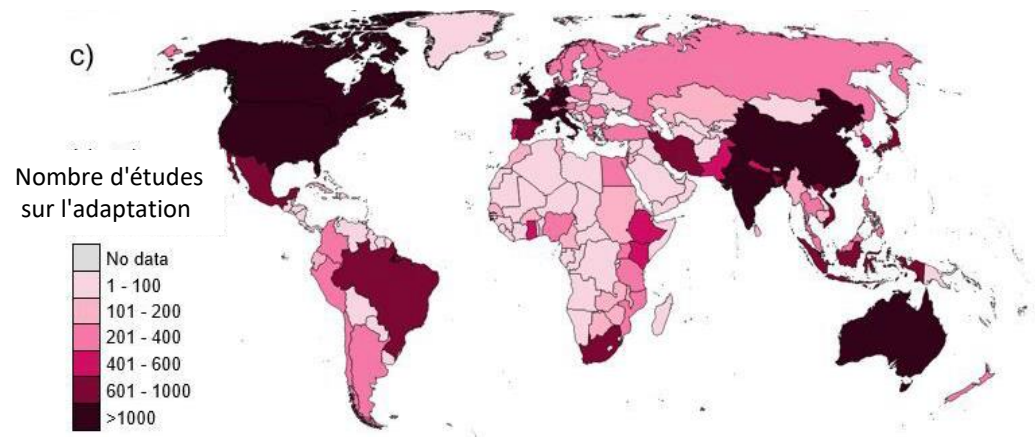 c)
Nombre d'études
sur l'adaptation
No data
1 - 100
101 - 200
201 - 400
401 - 600
601 - 1000
>1000